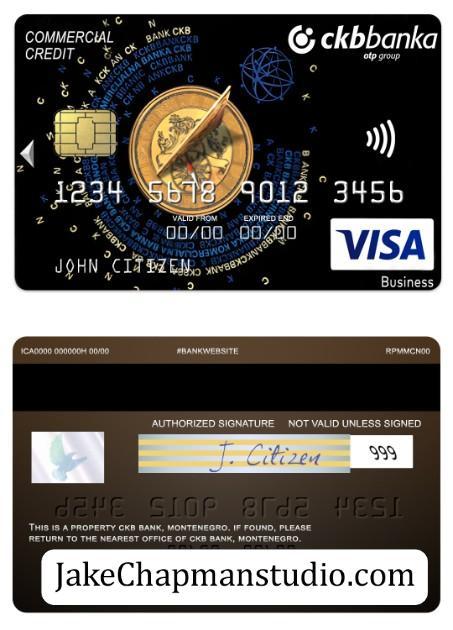 COMMERCIAL
CREDIT
ckbbanka
otp group
1234 5678 9012 3456
VALID FROM EXPIRED END
00/00 00/00
JOHN CITIZEN
VISA
Business
ICA0000 000000H 00/00 #BANKWEBSITE RPMMCN00
AUTHORIZED SIGNATURE NOT VALID UNLESS SIGNED
J. Citizen 999
THIS IS A PROPERTY CKB BANK, MONTENEGRO. IF FOUND, PLEASE
RETURN TO THE NEAREST OFFICE OF CKB BANK, MONTENEGRO.
JakeChapmanstudio.com